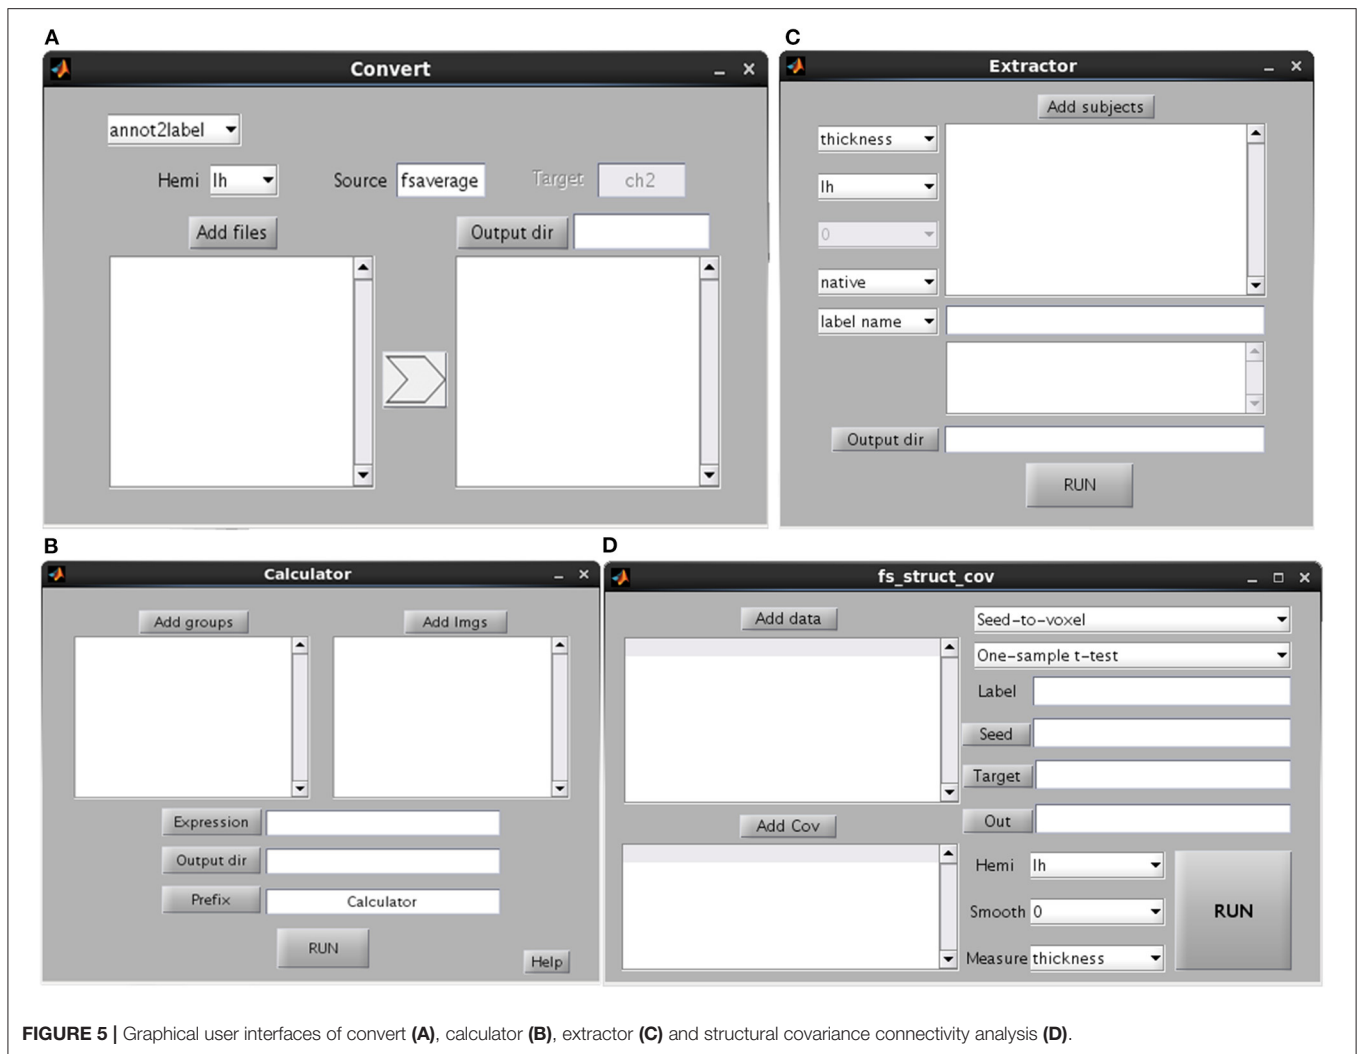 A
Convert
annot2label
Hemi lh Source fsaverage Target ch2
Add files Output dir
C
Extractor
Add subjects
thickness
lh
0
native
label name
Output dir
RUN
B
Calculator
Add groups Add Imgs
Expression
Output dir
Prefix Calculator
RUN
Help
D
fs_struct_cov
Add data Seed-to-voxel
One-sample t-test
Label
Seed
Target
Add Cov Out
Hemi lh
Smooth 0
Measure thickness
RUN
FIGURE 5 | Graphical user interfaces of convert (A), calculator (B), extractor (C) and structural covariance connectivity analysis (D).